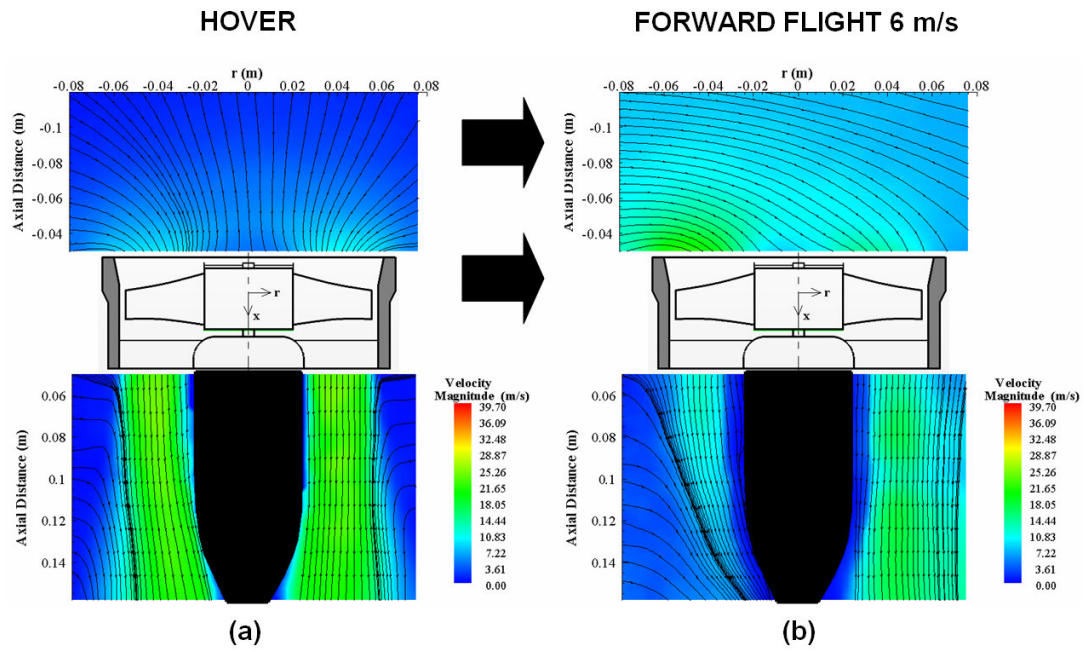 HOVER
FORWARD FLIGHT 6 m/s
r (m)
-0.08 -0.06 -0.04 -0.02 0 0.02 0.04 0.06 0.08
Axial Distance (m)
-0.1
-0.08
-0.06
-0.04
r
x
Axial Distance (m)
0.06
0.08
0.1
0.12
0.14
Velocity
Magnitude (m/s)
39.70
36.09
32.48
28.87
25.26
21.65
18.05
14.44
10.83
7.22
3.61
0.00
(a)
r (m)
-0.08 -0.06 -0.04 -0.02 0 0.02 0.04 0.06 0.08
Axial Distance (m)
-0.1
-0.08
-0.06
-0.04
r
x
Axial Distance (m)
0.06
0.08
0.1
0.12
0.14
Velocity
Magnitude (m/s)
39.70
36.09
32.48
28.87
25.26
21.65
18.05
14.44
10.83
7.22
3.61
0.00
(b)